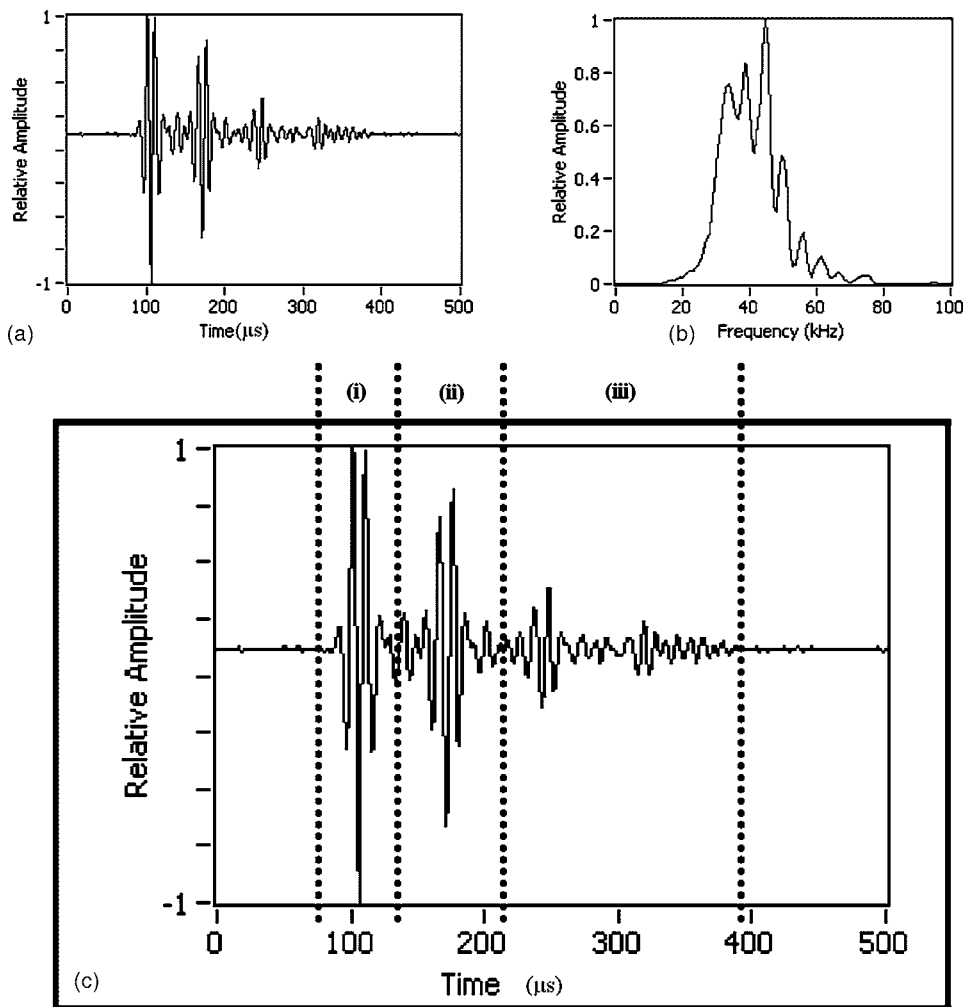 1
Relative Amplitude
-1
0 100 200 300 400 500
(a) Time(μs)
1
0.8
0.6
0.4
0.2
0
Relative Amplitude
0 20 40 60 80 100
(b) Frequency (kHz)
(i) (ii) (iii)
1
Relative Amplitude
-1
0 100 200 300 400 500
(c) Time (μs)